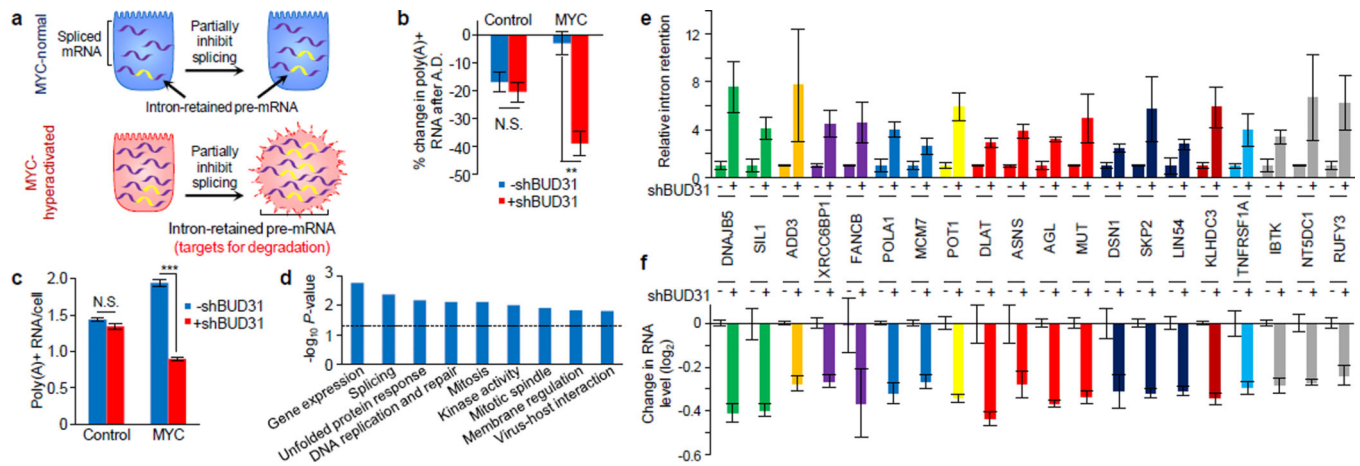 a
MYC-normal
Spliced
mRNA
Partially
inhibit
splicing
Intron-retained pre-mRNA
MYC-
hyperactivated
Partially
inhibit
splicing
Intron-retained pre-mRNA
(targets for degradation)
b
Control MYC
% change in poly(A)+
RNA after A.D.
0
-10
-20
-30
-40
-50
N.S.
**
-shBUD31
+shBUD31
c
Poly(A)+ RNA/cell
2.0
1.5
1.0
0.5
0
N.S.
***
-shBUD31
+shBUD31
Control MYC
d
-log10 P-value
3
2
1
0
Gene expression
Splicing
Unfolded protein response
DNA replication and repair
Mitosis
Kinase activity
Mitotic spindle
Membrane regulation
Virus-host interaction
e
Relative intron retention
14
12
10
8
6
4
2
0
shBUD31 - + - + - + - + - + - + - + - + - + - + - + - + - + - + - + - + - + - + - + - +
DNAJB5
SIL1
ADD3
XRCC6BP1
FANCB
POLA1
MCM7
POT1
DLAT
ASNS
AGL
MUT
DSN1
SKP2
LIN54
KLHDC3
TNFRSF1A
IBTK
NT5DC1
RUFY3
f
shBUD31 - + - + - + - + - + - + - + - + - + - + - + - + - + - + - + - + - + - + - + - +
Change in RNA
level (log2)
0
-0.2
-0.4
-0.6